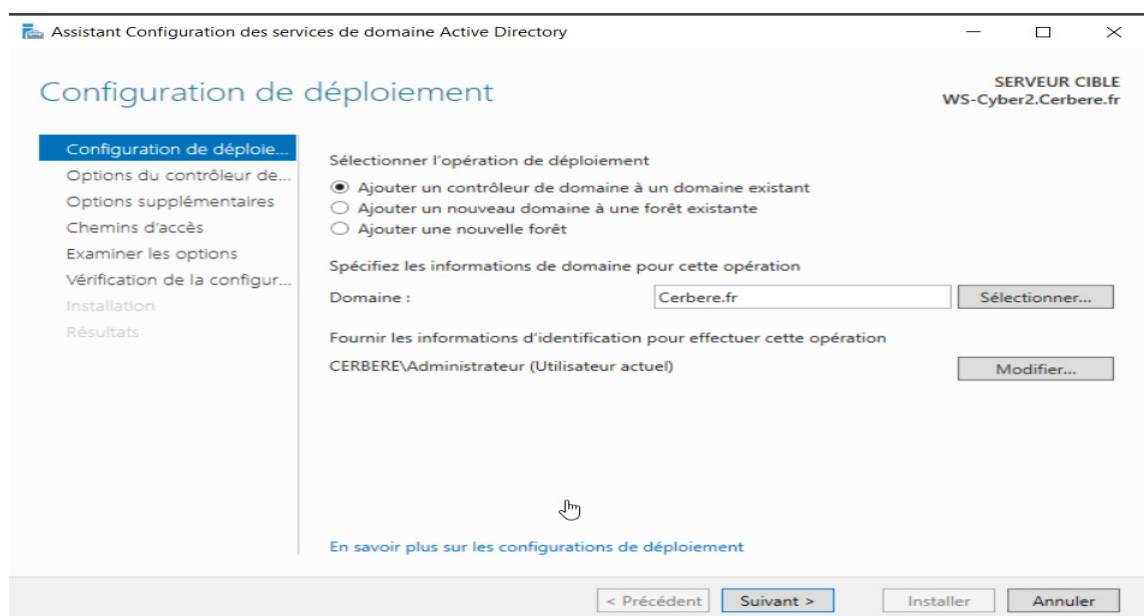 Assistant Configuration des services de domaine Active Directory
Configuration de déploiement
SERVEUR CIBLE
WS-Cyber2.Cerbere.fr
Configuration de déploie...
Options du contrôleur de...
Options supplémentaires
Chemins d'accès
Examiner les options
Vérification de la configur...
Installation
Résultats
Sélectionner l'opération de déploiement
Ajouter un contrôleur de domaine à un domaine existant
Ajouter un nouveau domaine à une forêt existante
Ajouter une nouvelle forêt
Spécifiez les informations de domaine pour cette opération
Domaine : Cerbere.fr Sélectionner...
Fournir les informations d'identification pour effectuer cette opération
CERBERE\Administrateur (Utilisateur actuel) Modifier...
En savoir plus sur les configurations de déploiement
< Précédent Suivant > Installer Annuler